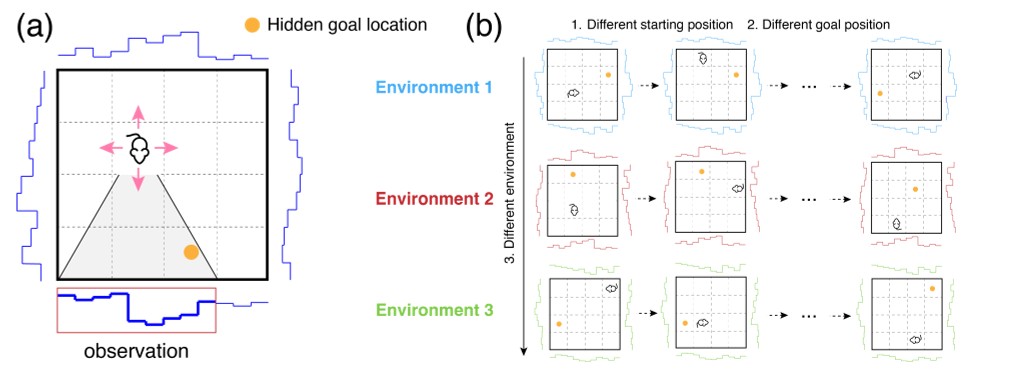 (a)
Hidden goal location
observation
(b)
1. Different starting position 2. Different goal position
3. Different environment
Environment 1
...
Environment 2
...
Environment 3
...